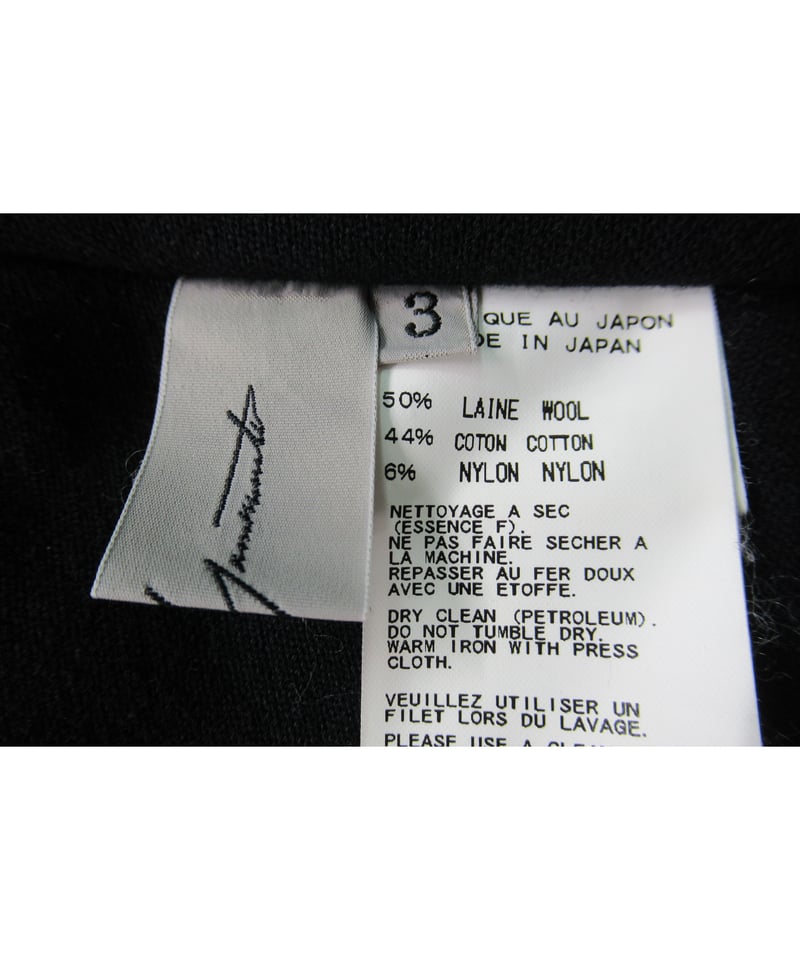 3
QUE AU JAPON
DE IN JAPAN
50% LAINE WOOL
44% COTON COTTON
6% NYLON NYLON
NETTOYAGE A SEC
(ESSENCE F).
NE PAS FAIRE SECHER A
LA MACHINE.
REPASSER AU FER DOUX
AVEC UNE ETOFFE.
DRY CLEAN (PETROLEUM).
DO NOT TUMBLE DRY.
WARM IRON WITH PRESS
CLOTH.
VEUILLEZ UTILISER UN
FILET LORS DU LAVAGE.
PLEASE USE A
Yamamoto